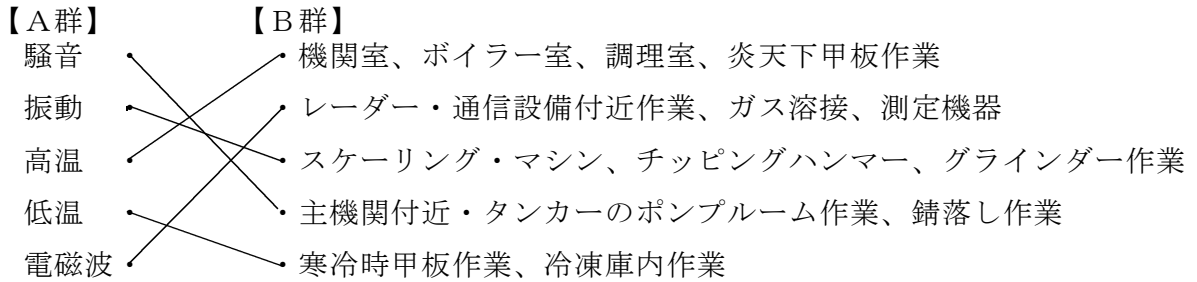 【A群】 【B群】
騒音 ・ ・ 機関室、ボイラー室、調理室、炎天下甲板作業
振動 ・ ・ レーダー・通信設備付近作業、ガス溶接、測定機器
高温 ・ ・ スケーリング・マシン、チッピングハンマー、グラインダー作業
低温 ・ ・ 主機関付近・タンカーのポンプルーム作業、錆落し作業
電磁波 ・ ・ 寒冷時甲板作業、冷凍庫内作業